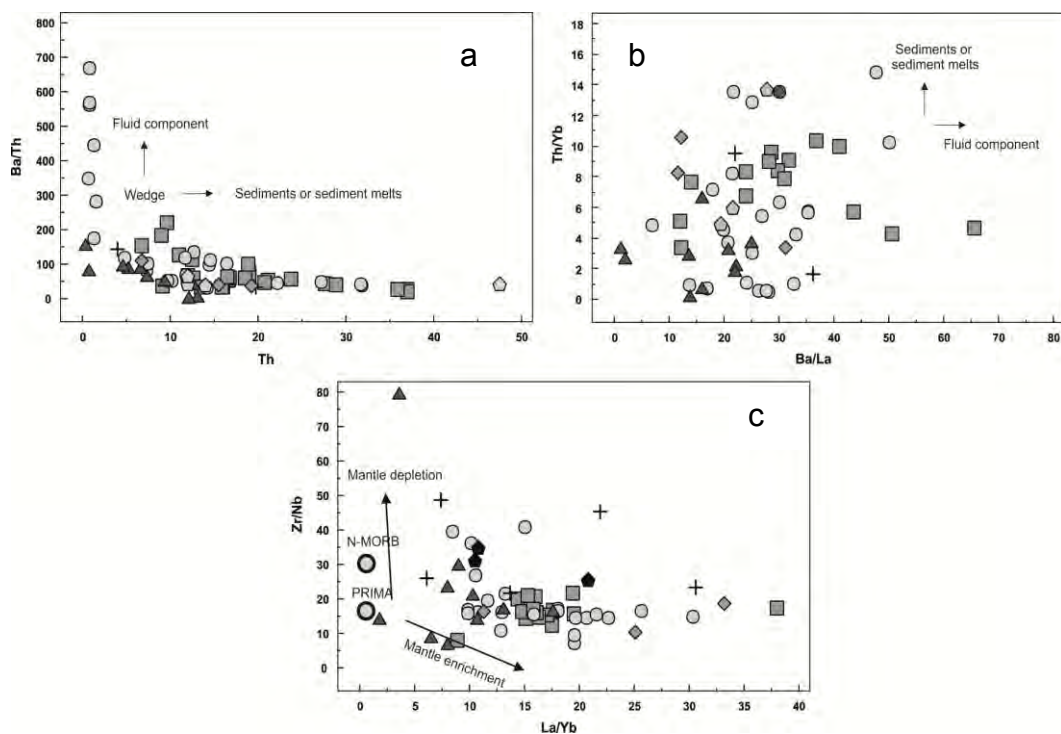 a
800
700
600
500
400
300
200
100
0
Ba/Th
Fluid component
Wedge
Sediments or sediment melts
0
10
20
30
40
50
Th
b
18
16
14
12
10
8
6
4
2
0
Th/Yb
Sediments or
sediment melts
Fluid component
0
10
20
30
40
50
60
70
80
Ba/La
c
80
70
60
50
40
30
20
10
0
Zr/Nb
Mantle depletion
N-MORB
PRIMA
Mantle enrichment
0
5
10
15
20
25
30
35
40
La/Yb